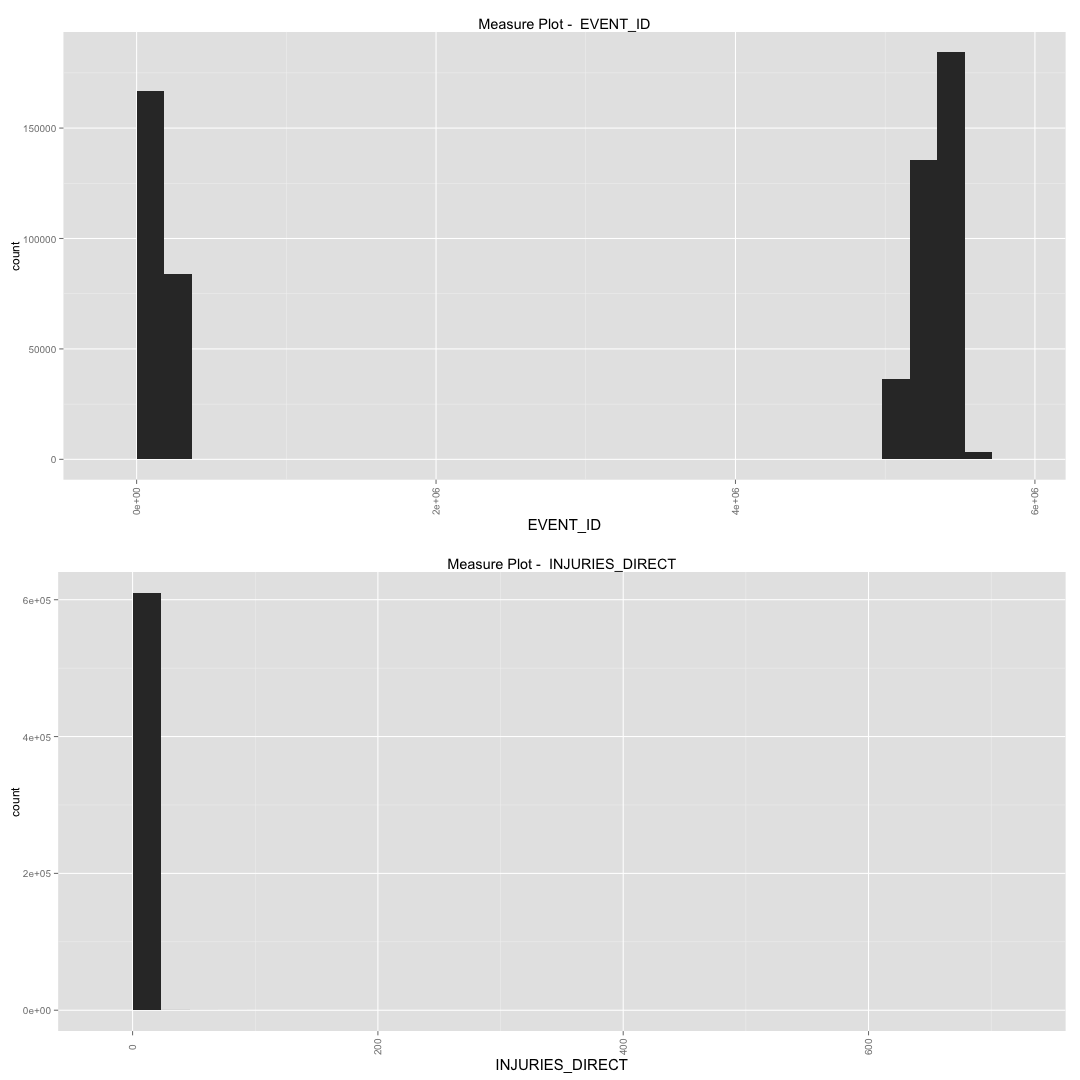 Measure Plot -  EVENT_ID
150000
100000
50000
0
count
0e+00
2e+06
4e+06
6e+06
EVENT_ID
Measure Plot -  INJURIES_DIRECT
6e+05
4e+05
2e+05
0e+00
count
0
200
400
600
INJURIES_DIRECT